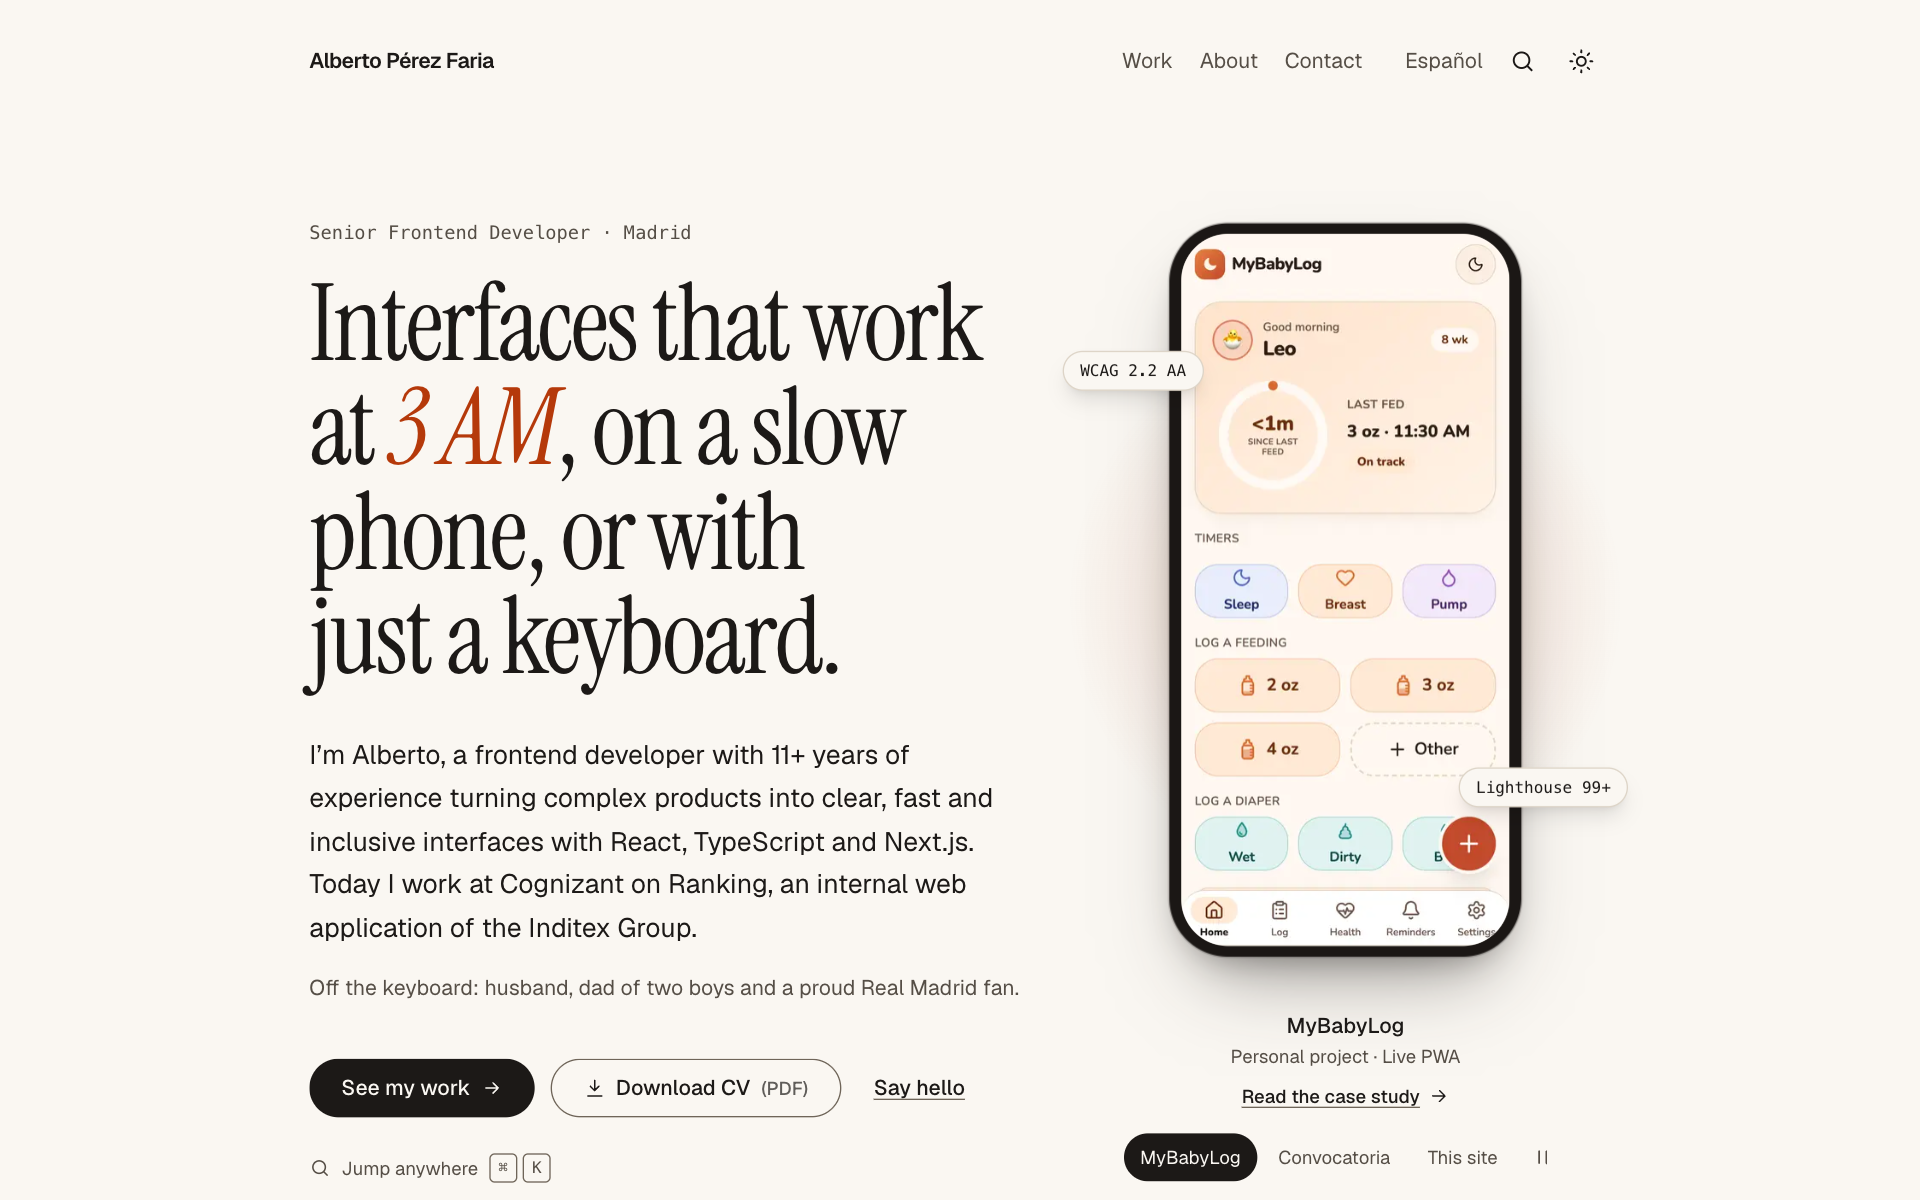 Alberto Pérez Faria
Work About Contact Español
Senior Frontend Developer · Madrid
Interfaces that work
at 3 AM, on a slow
phone, or with
just a keyboard.
I’m Alberto, a frontend developer with 11+ years of
experience turning complex products into clear, fast and
inclusive interfaces with React, TypeScript and Next.js.
Today I work at Cognizant on Ranking, an internal web
application of the Inditex Group.
Off the keyboard: husband, dad of two boys and a proud Real Madrid fan.
See my work →
Download CV (PDF)
Say hello
Jump anywhere ⌘ K
MyBabyLog
Good morning
Leo
8 wk
WCAG 2.2 AA
<1m
SINCE LAST
FEED
LAST FED
3 oz · 11:30 AM
On track
TIMERS
Sleep Breast Pump
LOG A FEEDING
2 oz 3 oz
4 oz + Other
Lighthouse 99+
LOG A DIAPER
Wet Dirty B
Home Log Health Reminders Settings
MyBabyLog
Personal project · Live PWA
Read the case study →
MyBabyLog Convocatoria This site